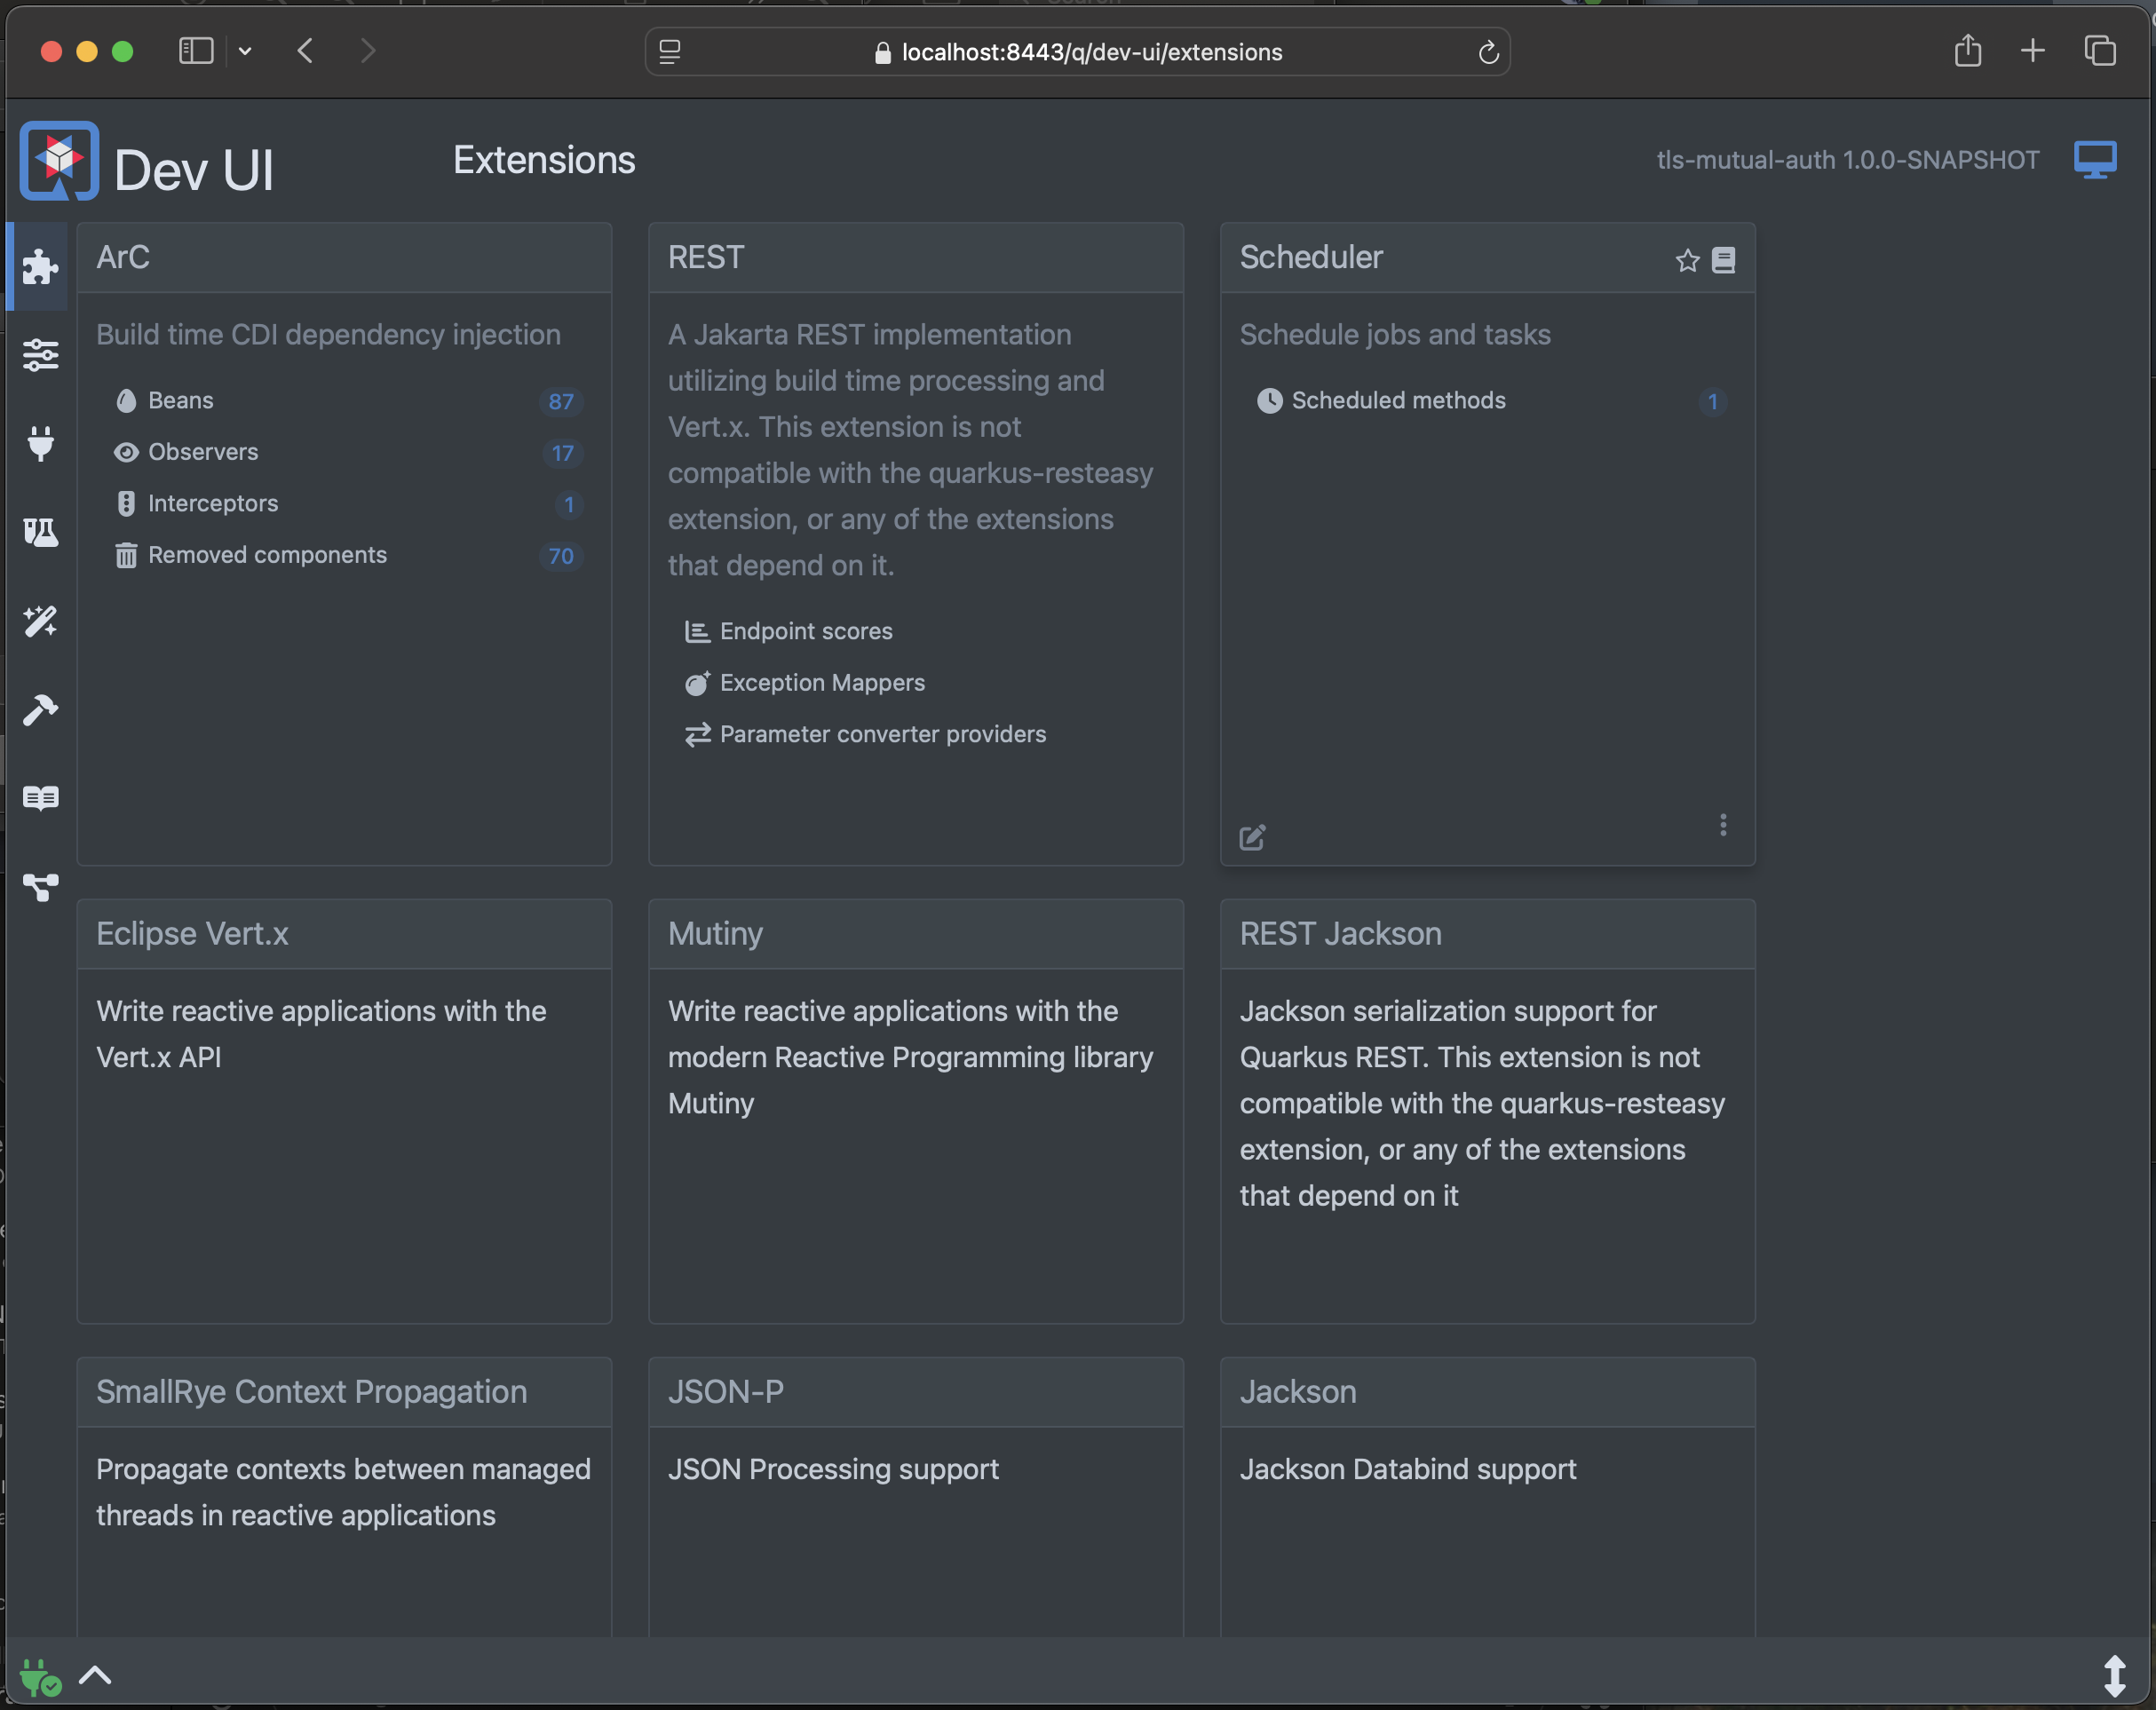 localhost:8443/q/dev-ui/extensions
Dev UI
Extensions
tls-mutual-auth 1.0.0-SNAPSHOT
ArC
Build time CDI dependency injection
Beans 87
Observers 17
Interceptors 1
Removed components 70
REST
A Jakarta REST implementation
utilizing build time processing and
Vert.x. This extension is not
compatible with the quarkus-resteasy
extension, or any of the extensions
that depend on it.
Endpoint scores
Exception Mappers
Parameter converter providers
Scheduler
Schedule jobs and tasks
Scheduled methods 1
Eclipse Vert.x
Write reactive applications with the
Vert.x API
Mutiny
Write reactive applications with the
modern Reactive Programming library
Mutiny
REST Jackson
Jackson serialization support for
Quarkus REST. This extension is not
compatible with the quarkus-resteasy
extension, or any of the extensions
that depend on it
SmallRye Context Propagation
Propagate contexts between managed
threads in reactive applications
JSON-P
JSON Processing support
Jackson
Jackson Databind support